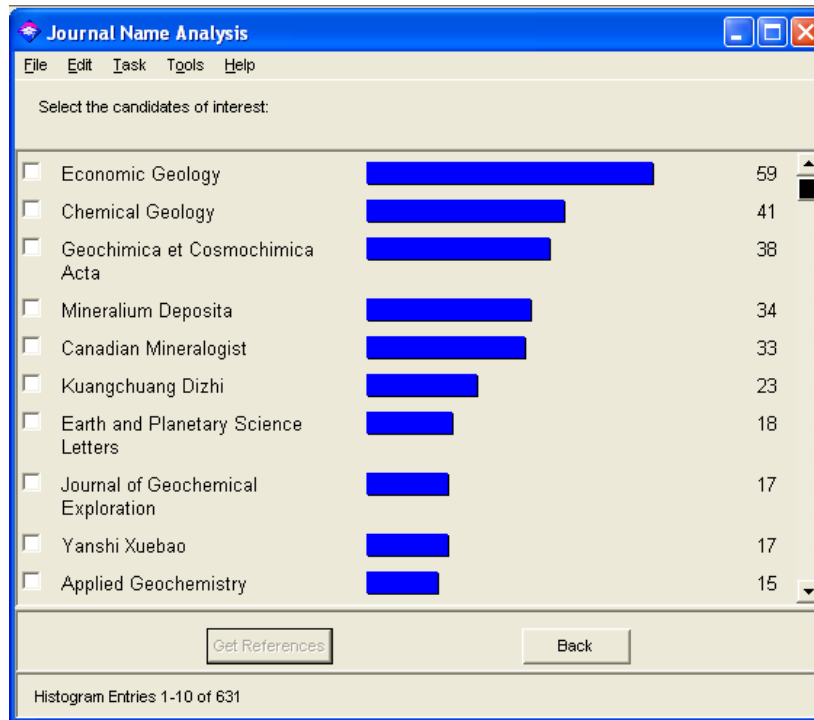 Journal Name Analysis
File Edit Task Tools Help
Select the candidates of interest:
Economic Geology 59
Chemical Geology 41
Geochimica et Cosmochimica
Acta 38
Mineralium Deposita 34
Canadian Mineralogist 33
Kuangchuang Dizhi 23
Earth and Planetary Science
Letters 18
Journal of Geochemical
Exploration 17
Yanshi Xuebao 17
Applied Geochemistry 15
Get References Back
Histogram Entries 1-10 of 631